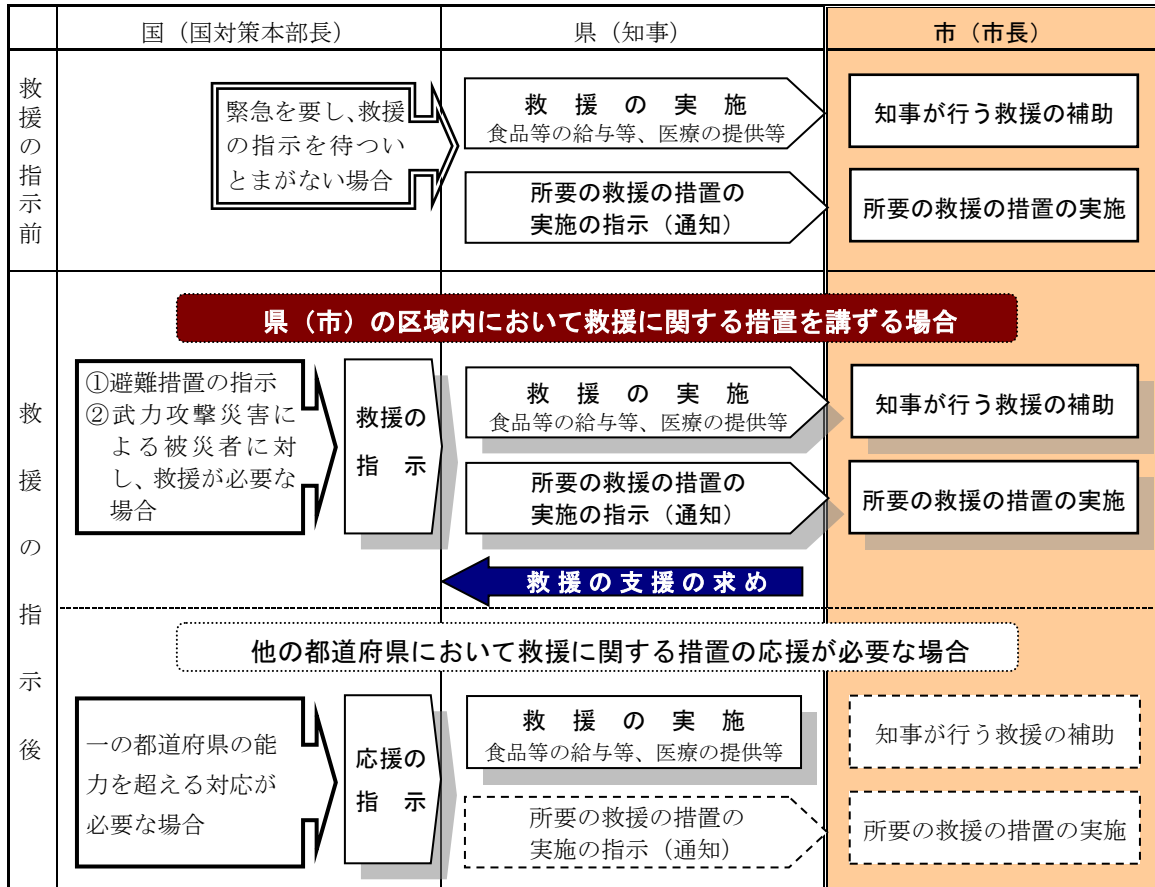 国（国対策本部長）
県（知事）
市（市長）
救援の指示前
緊急を要し、救援
の指示を待つい
とまがない場合
救援の実施
食品等の給与等、医療の提供等
知事が行う救援の補助
所要の救援の措置の
実施の指示（通知）
所要の救援の措置の実施
救援の指示後
県（市）の区域内において救援に関する措置を講ずる場合
①避難措置の指示
②武力攻撃災害に
よる被災者に対
し、救援が必要な
場合
救援の
指示
救援の実施
食品等の給与等、医療の提供等
知事が行う救援の補助
所要の救援の措置の
実施の指示（通知）
所要の救援の措置の実施
救援の支援の求め
他の都道府県において救援に関する措置の応援が必要な場合
一の都道府県の能
力を超える対応が
必要な場合
応援の
指示
救援の実施
食品等の給与等、医療の提供等
知事が行う救援の補助
所要の救援の措置の
実施の指示（通知）
所要の救援の措置の実施